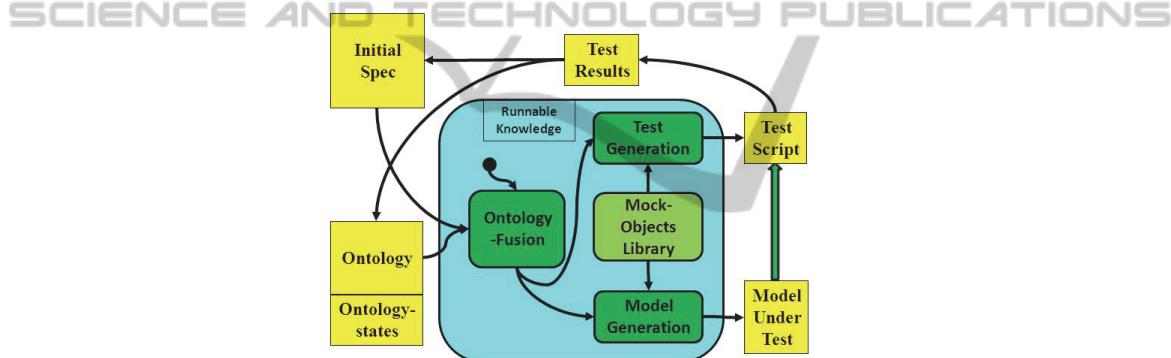 SCIENCE AND TECHNOLOGY PUBLICATIONS
Initial
Spec
Test
Results
Runnable
Knowledge
Test
Generation
Test
Script
Ontology
-Fusion
Mock-
Objects
Library
Ontology
Ontology-
states
Model
Generation
Model
Under
Test